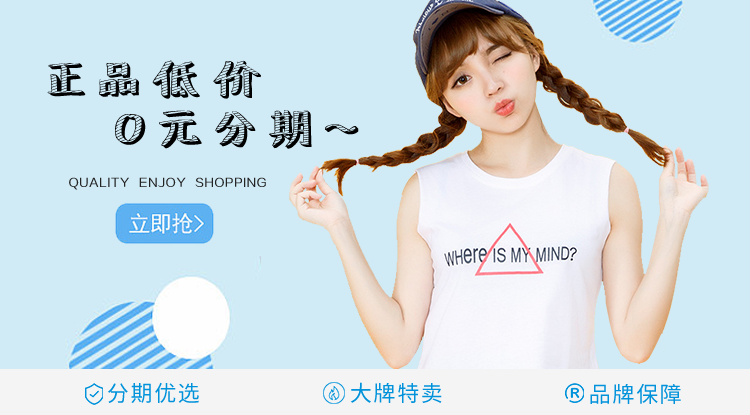 正品低价
0元分期～
QUALITY ENJOY SHOPPING
立即抢>
WHere IS MY MIND?
分期优选
大牌特卖
® 品牌保障